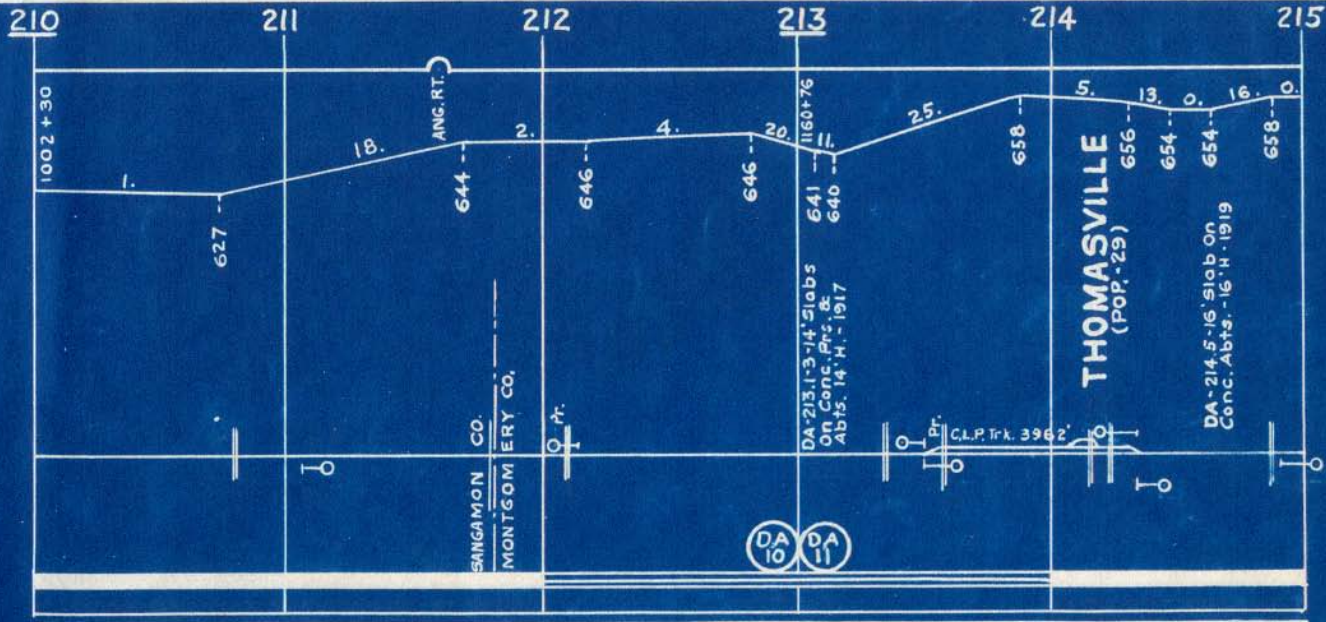 210 211 212 213 214 215
1002 + 30
1.
627
18.
ANG. RT.
644
2.
646
4.
646
20.
1160+76
11.
641
640
25.
658
5.
656
13.
654
0.
654
16.
658
0.
THOMASVILLE
(POP.-29)
DA-214.5-16' Slab On
Conc. Abts.-16' H-1919
DA-213.1-3-14' Slabs
On Conc. Prs. &
Abts. 14' H.-1917
SANGAMON CO.
MONTGOMERY CO.
Pr.
Pr.
C.L.P. Trk. 3962'
DA
10
DA
11